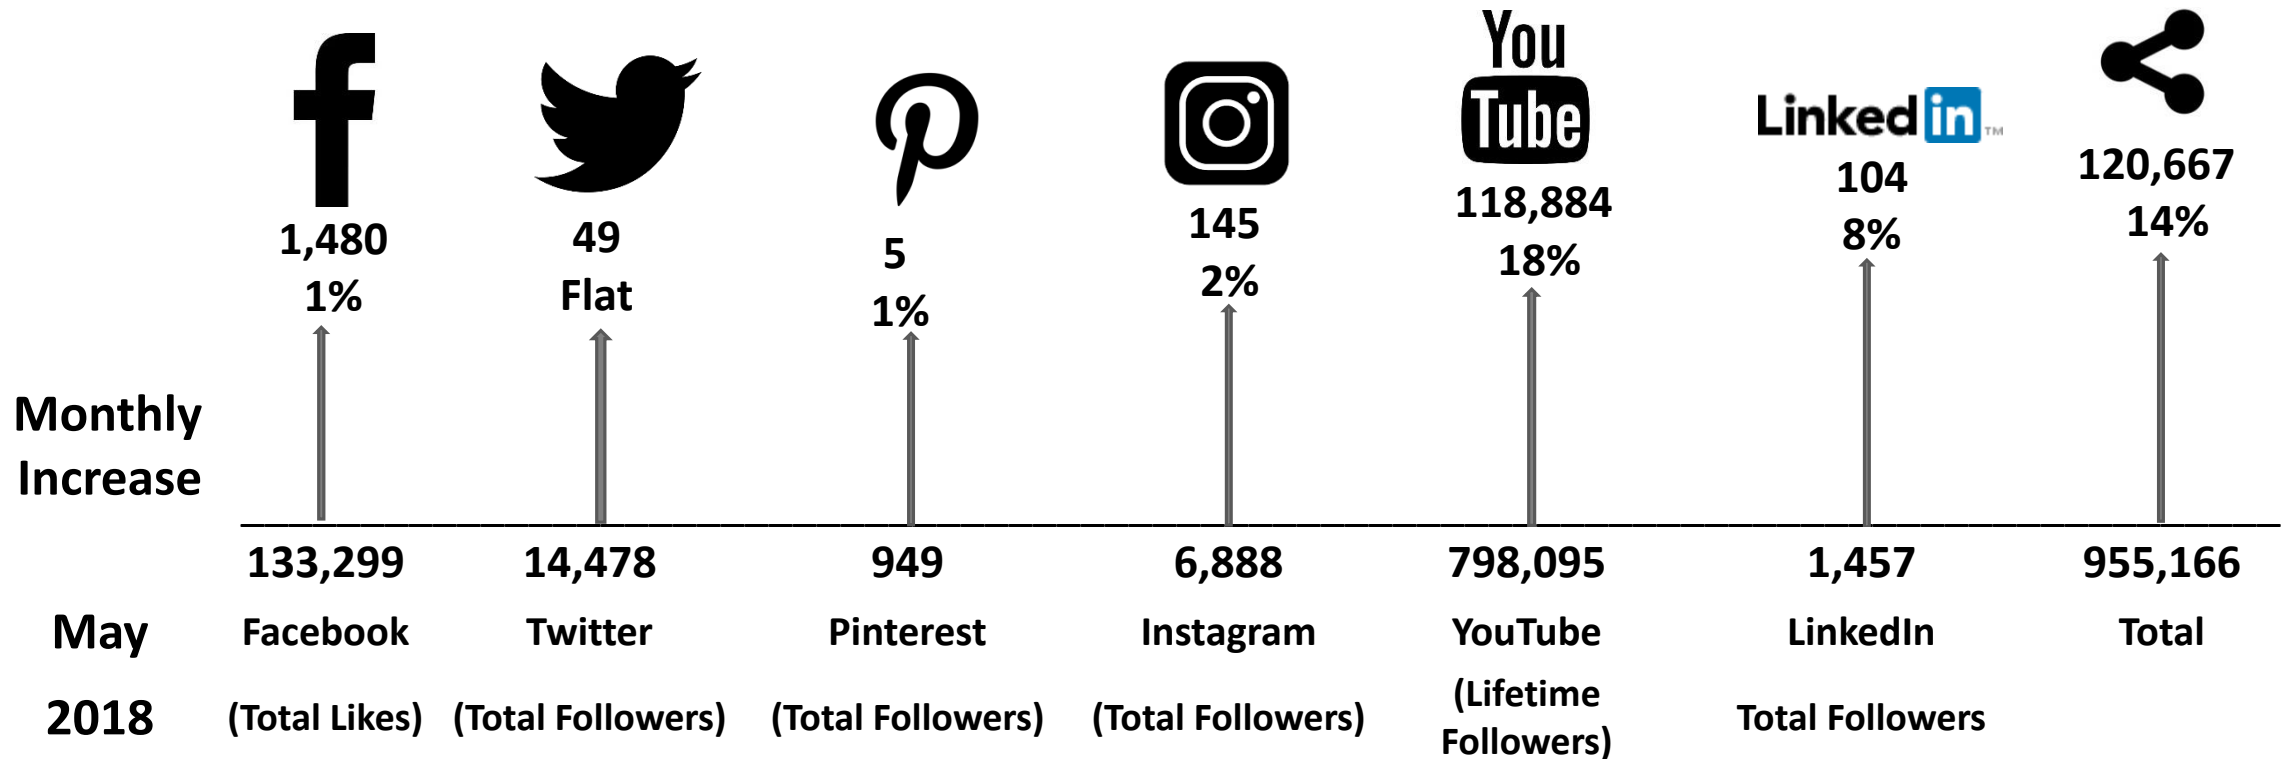 You
Tube
Linked in TM
1,480
1%
49
Flat
5
1%
145
2%
118,884
18%
104
8%
120,667
14%
Monthly
Increase
133,299
14,478
949
6,888
798,095
1,457
955,166
May
2018
Facebook
(Total Likes)
Twitter
(Total Followers)
Pinterest
(Total Followers)
Instagram
(Total Followers)
YouTube
(Lifetime
Followers)
LinkedIn
Total Followers
Total